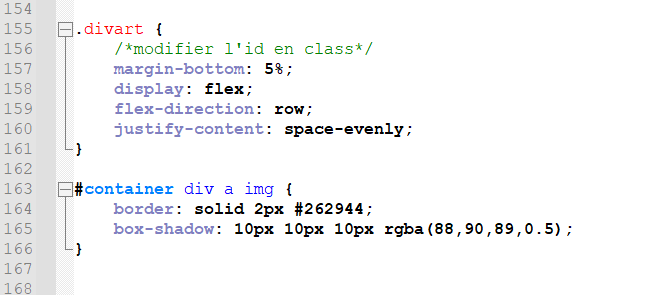 154
155 .divart {
156 /*modifier l'id en class*/
157 margin-bottom: 5%;
158 display: flex;
159 flex-direction: row;
160 justify-content: space-evenly;
161 }
162
163 #container div a img {
164 border: solid 2px #262944;
165 box-shadow: 10px 10px 10px rgba(88,90,89,0.5);
166 }
167
168